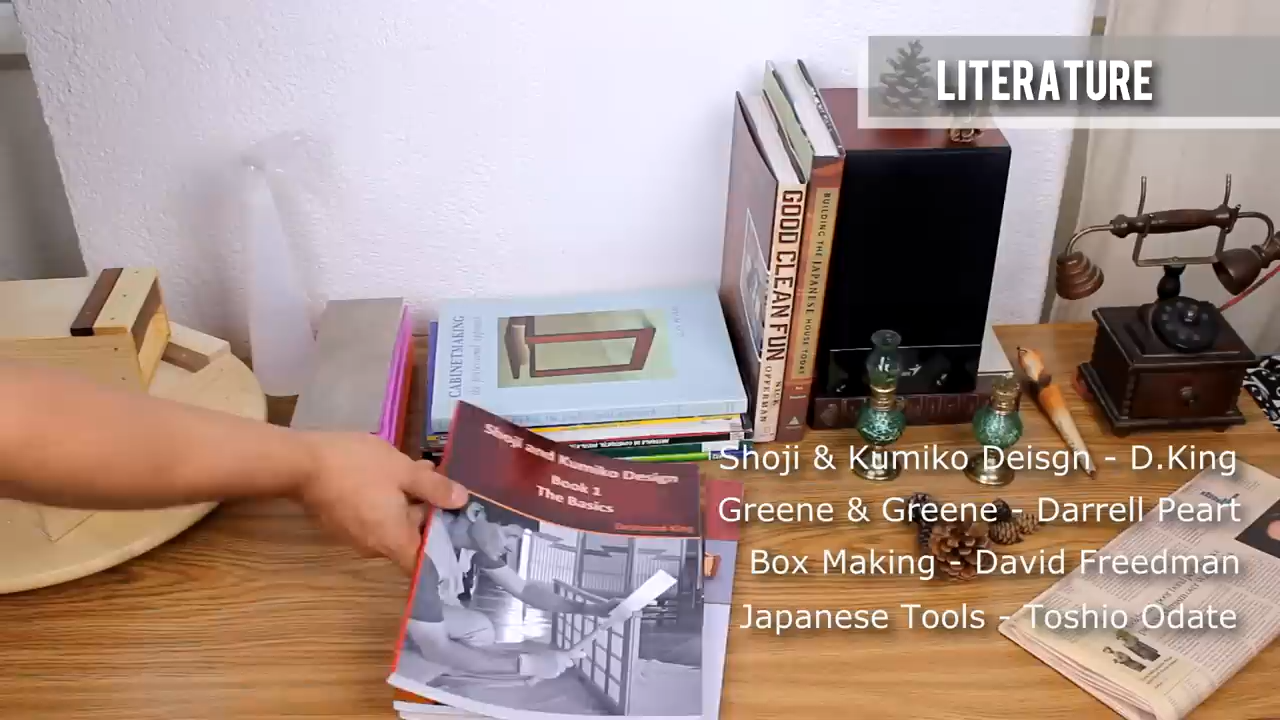 LITERATURE
GOOD CLEAN FUN
NICK OFFERMAN
BUILDING THE JAPANESE HOUSE TODAY
CABINETMAKING
Shoji and Kumiko Design
Book 1
The Basics
Desmond King
Shoji & Kumiko Deisgn - D.King
Greene & Greene - Darrell Peart
Box Making - David Freedman
Japanese Tools - Toshio Odate